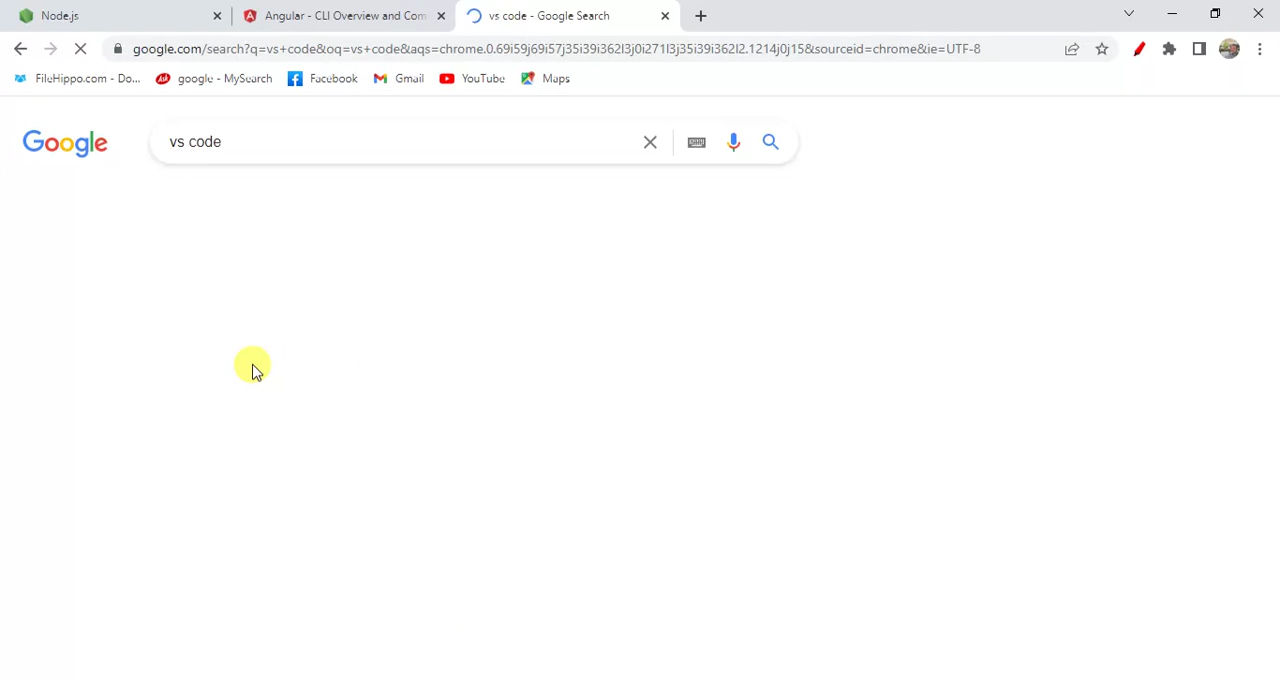 Node.js
Angular - CLI Overview and Com
vs code - Google Search
google.com/search?q=vs+code&oq=vs+code&aqs=chrome.0.69i59j69i57j35i39i362l3j0i271l3j35i39i362l2.1214j0j15&sourceid=chrome&ie=UTF-8
FileHippo.com - Do...
google - MySearch
Facebook
Gmail
YouTube
Maps
Google
vs code